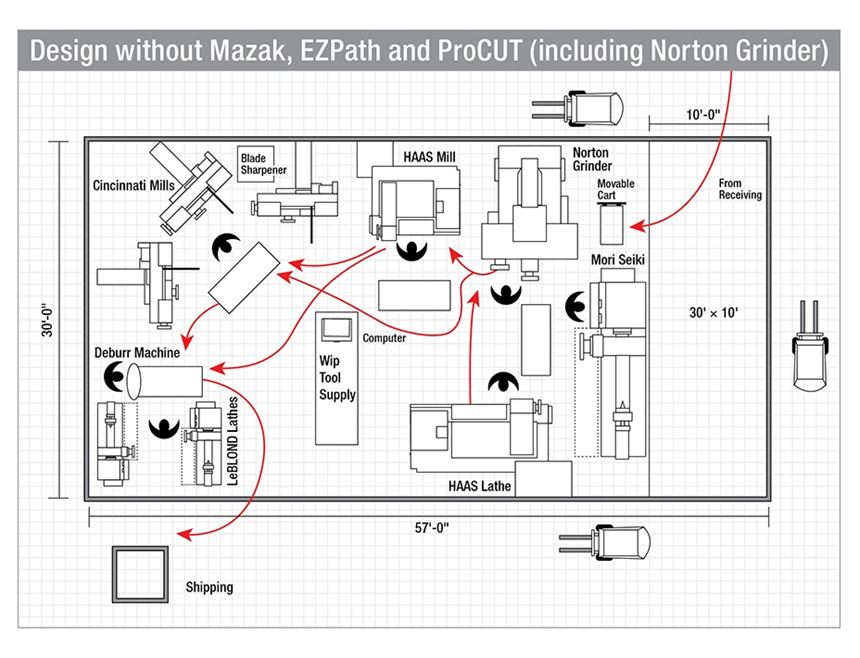 Design without Mazak, EZPath and ProCUT (including Norton Grinder)
10'-0"
HAAS Mill
Norton
Grinder
Blade
Sharpener
Cincinnati Mills
Movable
Cart
From
Receiving
Mori Seiki
30'-0"
30' × 10'
Computer
Deburr Machine
Wip
Tool
Supply
LeBLOND Lathes
HAAS Lathe
57'-0"
Shipping